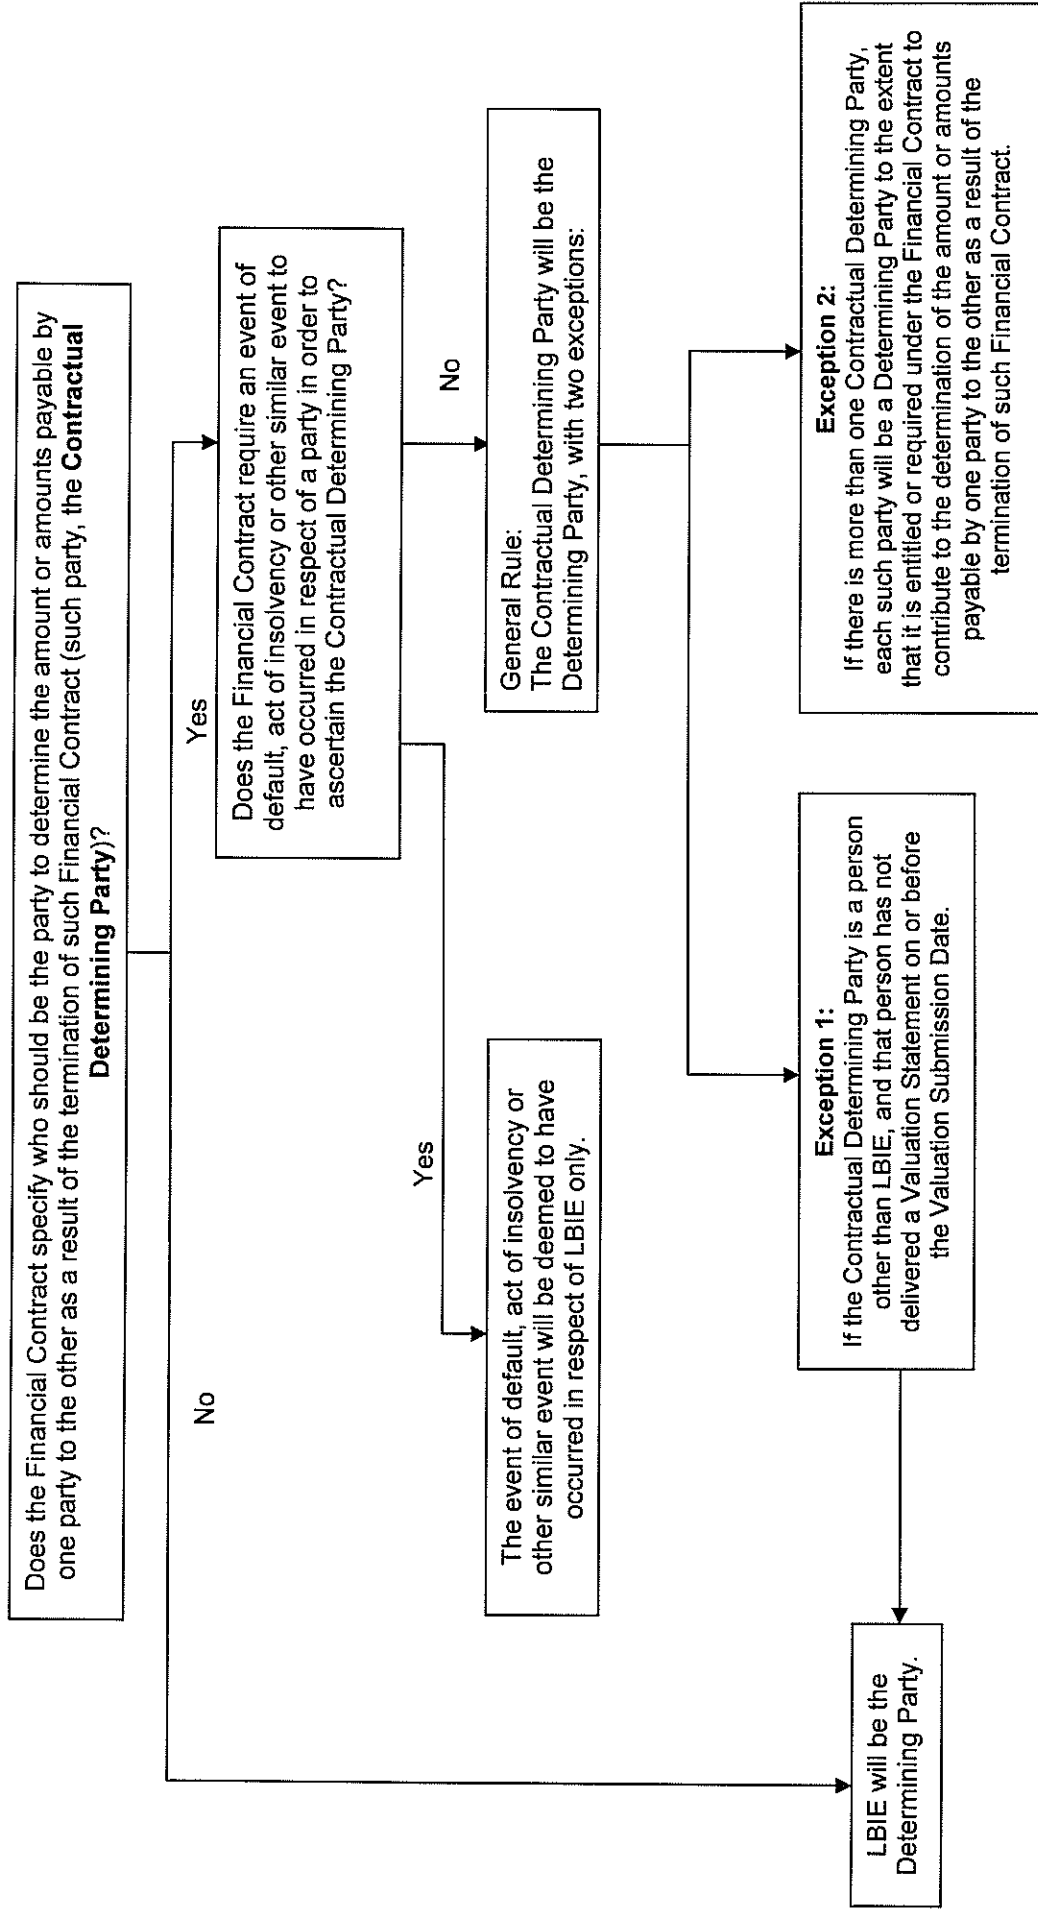 Does the Financial Contract specify who should be the party to determine the amount or amounts payable by
one party to the other as a result of the termination of such Financial Contract (such party, the Contractual
Determining Party)?
No
Yes
Does the Financial Contract require an event of
default, act of insolvency or other similar event to
have occurred in respect of a party in order to
ascertain the Contractual Determining Party?
Yes
No
The event of default, act of insolvency or
other similar event will be deemed to have
occurred in respect of LBIE only.
General Rule:
The Contractual Determining Party will be the
Determining Party, with two exceptions:
LBIE will be the
Determining Party.
Exception 1:
If the Contractual Determining Party is a person
other than LBIE, and that person has not
delivered a Valuation Statement on or before
the Valuation Submission Date.
Exception 2:
If there is more than one Contractual Determining Party,
each such party will be a Determining Party to the extent
that it is entitled or required under the Financial Contract to
contribute to the determination of the amount or amounts
payable by one party to the other as a result of the
termination of such Financial Contract.